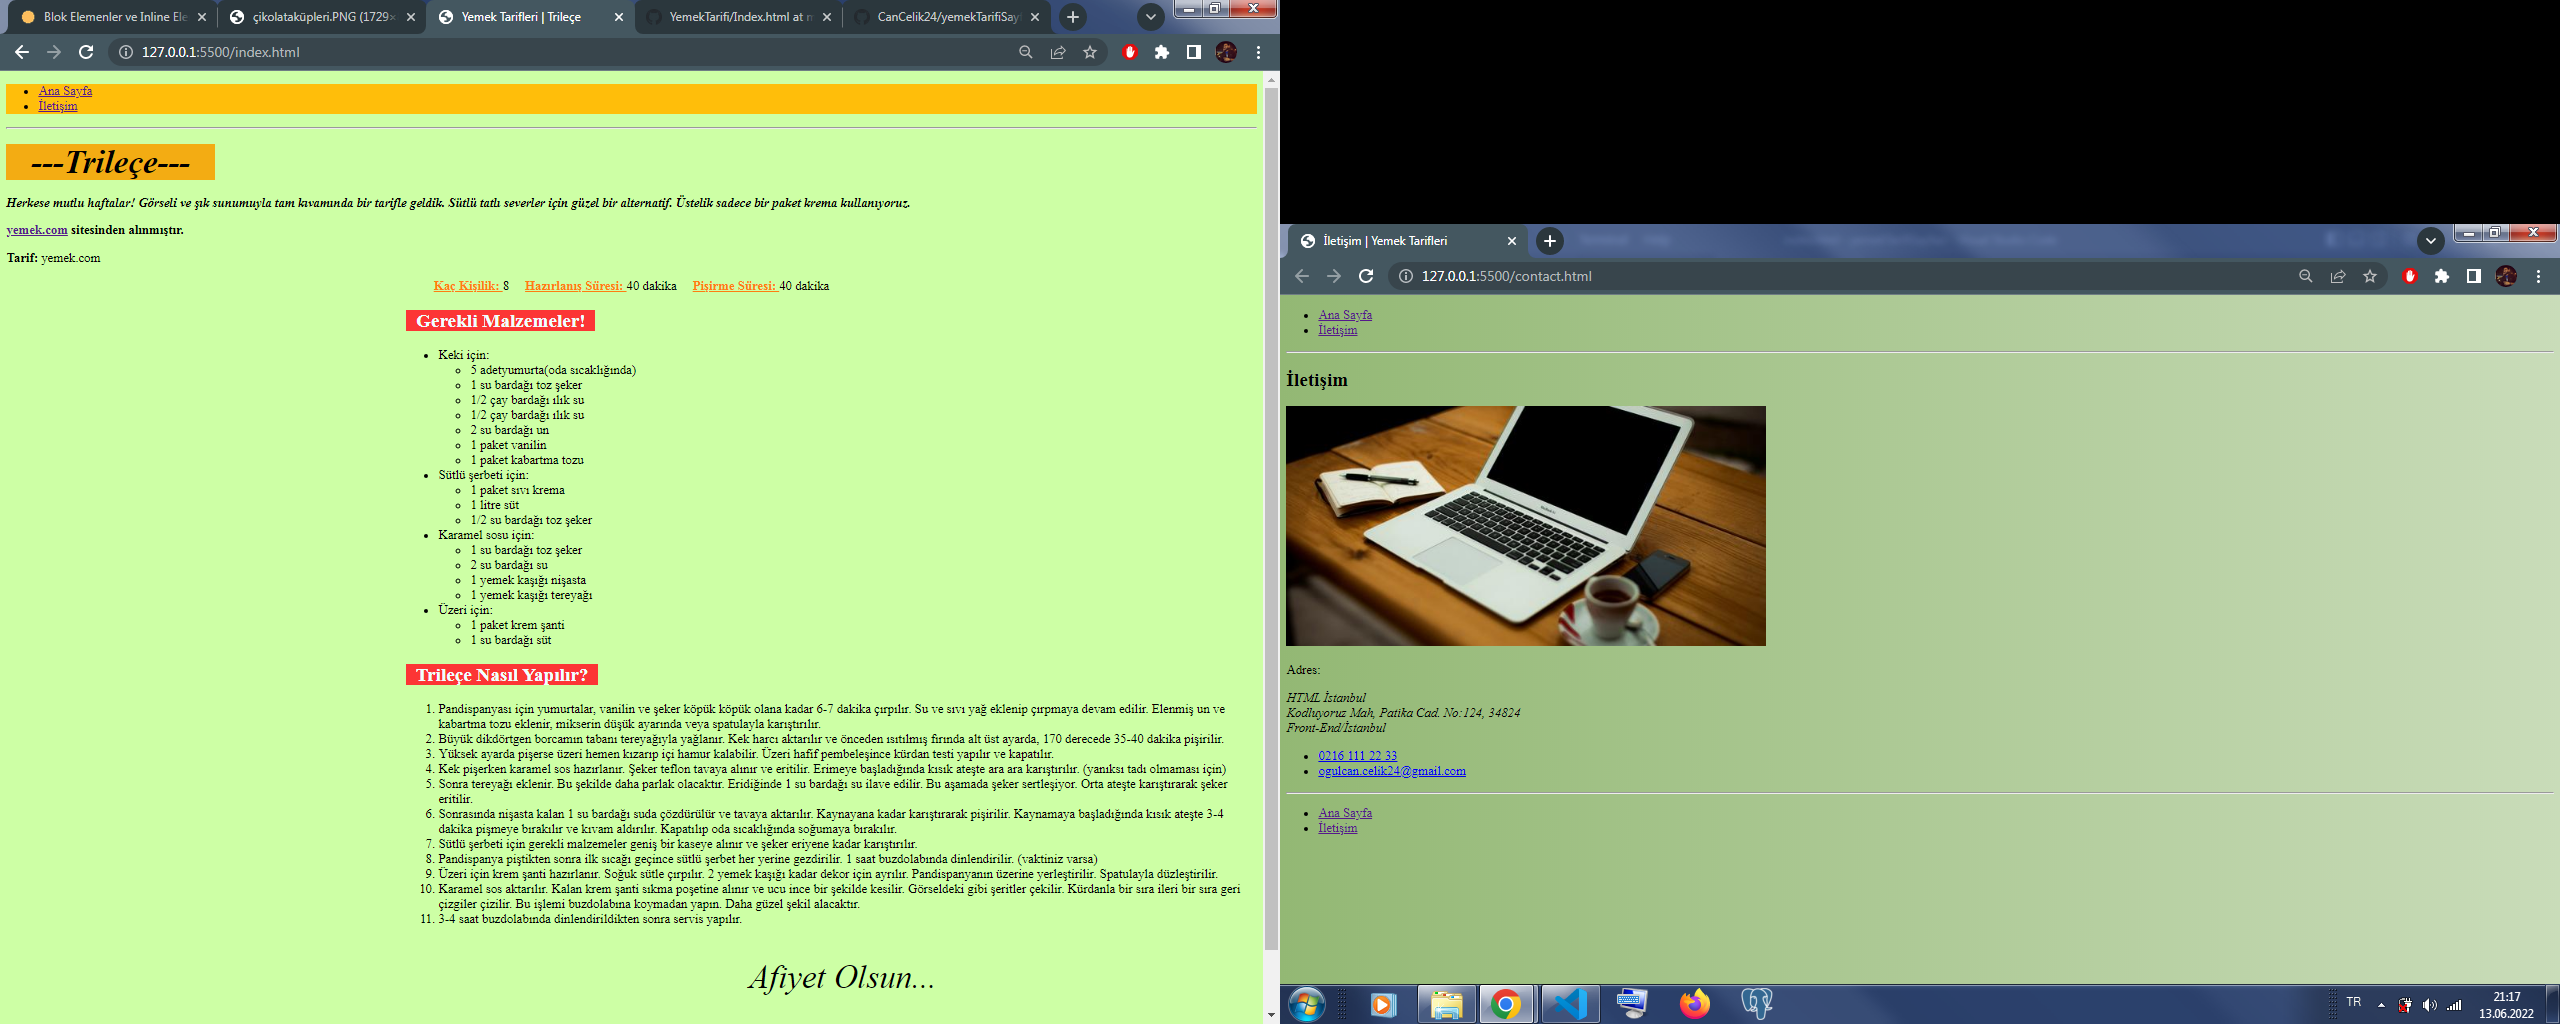 Blok Elemenler ve Inline Ele
çikolataküpleri.PNG (1729×
Yemek Tarifleri | Trileçe
YemekTarifi/Index.html at m
CanCelik24/yemekTarifiSay
127.0.0.1:5500/index.html
Ana Sayfa
İletişim
---Trileçe---
Herkese mutlu haftalar! Görseli ve şık sunumuyla tam kıvamında bir tarifle geldik. Sütlü tatlı severler için güzel bir alternatif. Üstelik sadece bir paket krema kullanıyoruz.
yemek.com sitesinden alınmıştır.
Tarif: yemek.com
Kaç Kişilik: 8 Hazırlanış Süresi: 40 dakika Pişirme Süresi: 40 dakika
Gerekli Malzemeler!
Keki için:
5 adetyumurta(oda sıcaklığında)
1 su bardağı toz şeker
1/2 çay bardağı ılık su
1/2 çay bardağı ılık su
2 su bardağı un
1 paket vanilin
1 paket kabartma tozu
Sütlü şerbeti için:
1 paket sıvı krema
1 litre süt
1/2 su bardağı toz şeker
Karamel sosu için:
1 su bardağı toz şeker
2 su bardağı su
1 yemek kaşığı nişasta
1 yemek kaşığı tereyağı
Üzeri için:
1 paket krem şanti
1 su bardağı süt
Trileçe Nasıl Yapılır?
1. Pandispanyası için yumurtalar, vanilin ve şeker köpük köpük olana kadar 6-7 dakika çırpılır. Su ve sıvı yağ eklenip çırpmaya devam edilir. Elenmiş un ve
kabartma tozu eklenir, mikserin düşük ayarında veya spatulayla karıştırılır.
2. Büyük dikdörtgen borcamın tabanı tereyağıyla yağlanır. Kek harcı aktarılır ve önceden ısıtılmış fırında alt üst ayarda, 170 derecede 35-40 dakika pişirilir.
3. Yüksek ayarda pişerse üzeri hemen kızarıp içi hamur kalabilir. Üzeri hafif pembeleşince kürdan testi yapılır ve kapatılır.
4. Kek pişerken karamel sos hazırlanır. Şeker teflon tavaya alınır ve eritilir. Erimeye başladığında kısık ateşte ara ara karıştırılır. (yanıksı tadı olmaması için)
5. Sonra tereyağı eklenir. Bu şekilde daha parlak olacaktır. Eridiğinde 1 su bardağı su ilave edilir. Bu aşamada şeker sertleşiyor. Orta ateşte karıştırarak şeker
eritilir.
6. Sonrasında nişasta kalan 1 su bardağı suda çözdürülür ve tavaya aktarılır. Kaynayana kadar karıştırarak pişirilir. Kaynamaya başladığında kısık ateşte 3-4
dakika pişmeye bırakılır ve kıvam aldırılır. Kapatılıp oda sıcaklığında soğumaya bırakılır.
7. Sütlü şerbeti için gerekli malzemeler geniş bir kaseye alınır ve şeker eriyene kadar karıştırılır.
8. Pandispanya piştikten sonra ilk sıcağı geçince sütlü şerbet her yerine gezdirilir. 1 saat buzdolabında dinlendirilir. (vaktiniz varsa)
9. Üzeri için krem şanti hazırlanır. Soğuk sütle çırpılır. 2 yemek kaşığı kadar dekor için ayrılır. Pandispanyanın üzerine yerleştirilir. Spatulayla düzleştirilir.
10. Karamel sos aktarılır. Kalan krem şanti sıkma poşetine alınır ve ucu ince bir şekilde kesilir. Görseldeki gibi şeritler çekilir. Kürdanla bir sıra ileri bir sıra geri
çizgiler çizilir. Bu işlemi buzdolabına koymadan yapın. Daha güzel şekil alacaktır.
11. 3-4 saat buzdolabında dinlendirildikten sonra servis yapılır.
Afiyet Olsun...
İletişim | Yemek Tarifleri
127.0.0.1:5500/contact.html
Ana Sayfa
İletişim
İletişim
Adres:
HTML İstanbul
Kodluyoruz Mah, Patika Cad. No:124, 34824
Front-End/İstanbul
0216 111 22 33
ogulcan.celik24@gmail.com
Ana Sayfa
İletişim
TR
21:17
13.06.2022